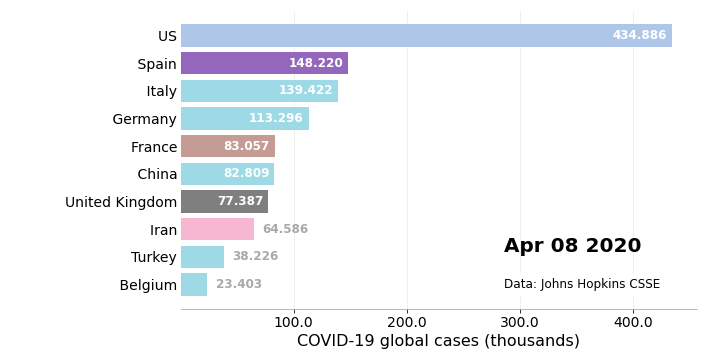 US 434.886
Spain 148.220
Italy 139.422
Germany 113.296
France 83.057
China 82.809
United Kingdom 77.387
Iran 64.586
Turkey 38.226
Belgium 23.403
Apr 08 2020
Data: Johns Hopkins CSSE
100.0 200.0 300.0 400.0
COVID-19 global cases (thousands)